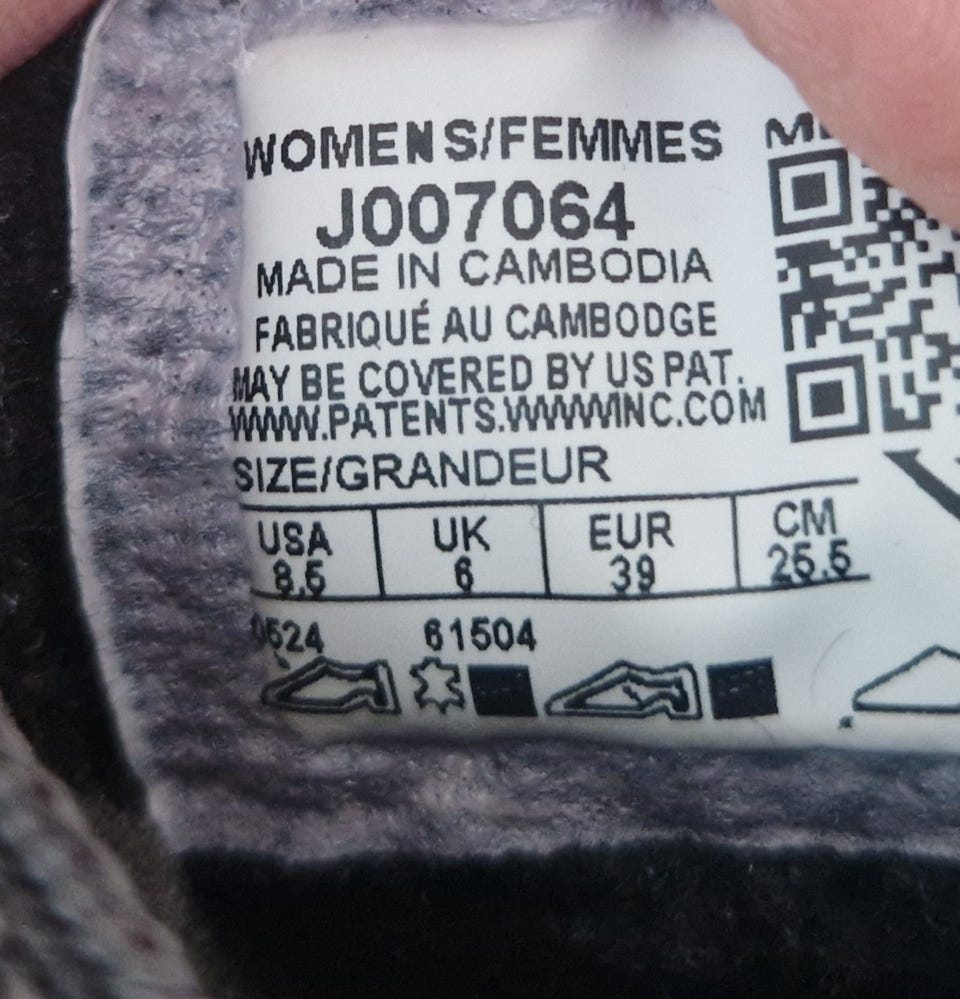 WOMENS/FEMMES
J007064
MADE IN CAMBODIA
FABRIQUÉ AU CAMBODGE
MAY BE COVERED BY US PAT.
WWW.PATENTS.WWWINC.COM
SIZE/GRANDEUR
USA UK EUR CM
8.5 6 39 25.5
0524 61504